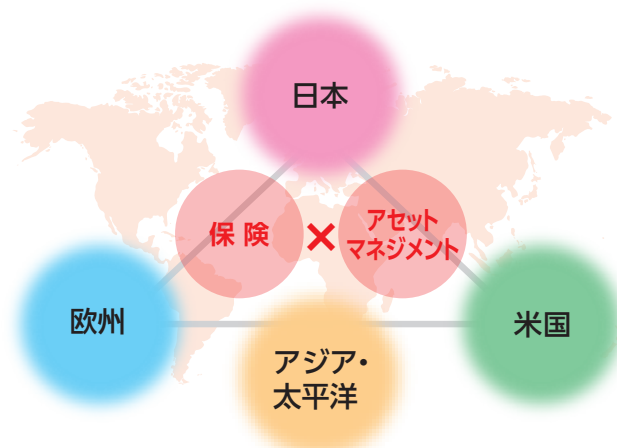 日本
保険
×
アセット
マネジメント
欧州
米国
アジア・
太平洋